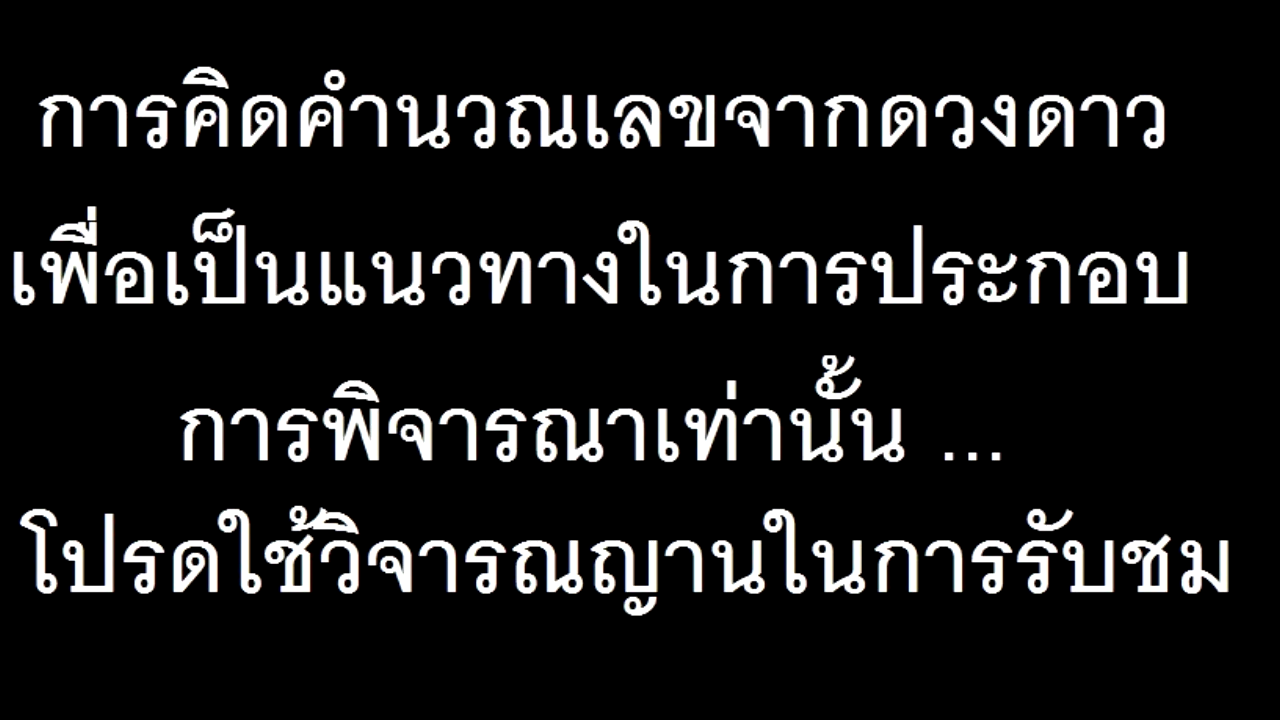 การคิดคำนวณเลขจากดวงดาว
เพื่อเป็นแนวทางในการประกอบ
การพิจารณาเท่านั้น ...
โปรดใช้วิจารณญานในการรับชม